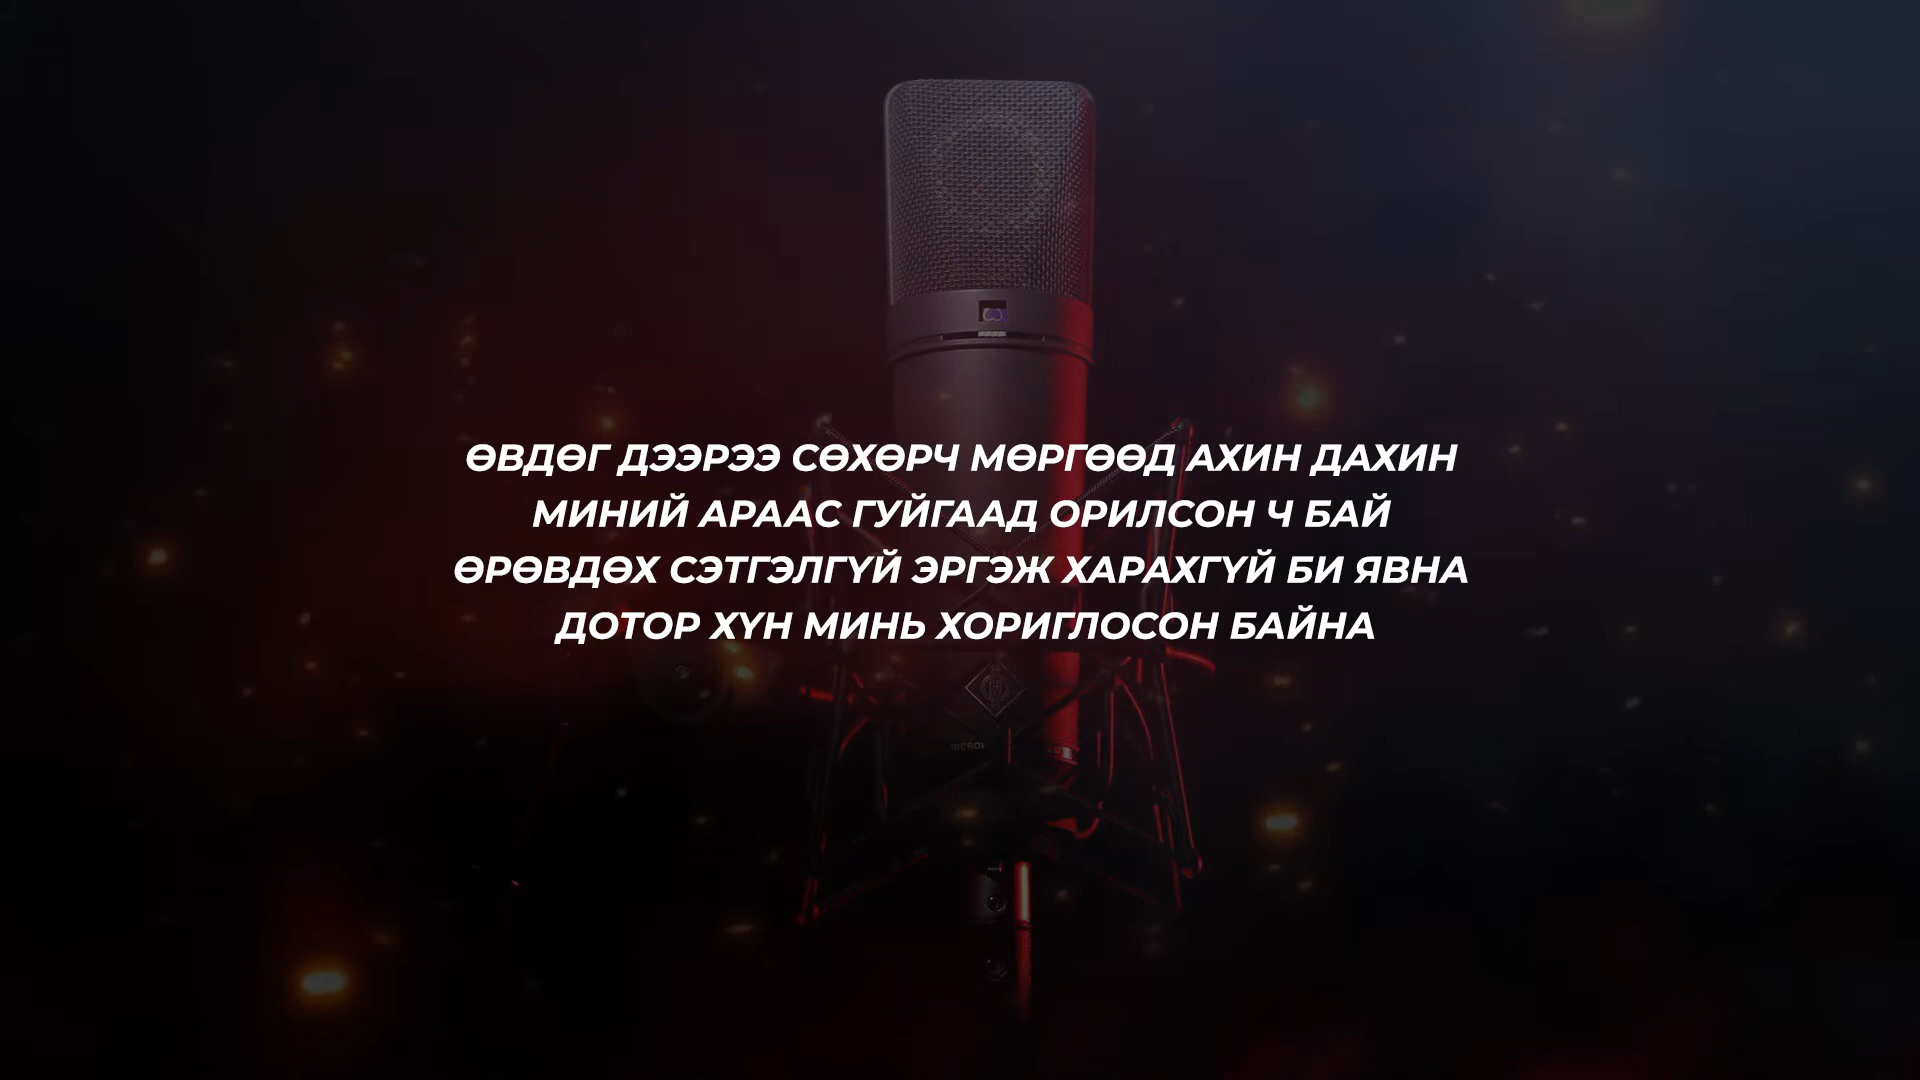 ӨВДӨГ ДЭЭРЭЭ СӨХӨРЧ МӨРГӨӨД АХИН ДАХИН
МИНИЙ АРААС ГУЙГААД ОРИЛСОН Ч БАЙ
ӨРӨВДӨХ СЭТГЭЛГҮЙ ЭРГЭЖ ХАРАХГҮЙ БИ ЯВНА
ДОТОР ХҮН МИНЬ ХОРИГЛОСОН БАЙНА